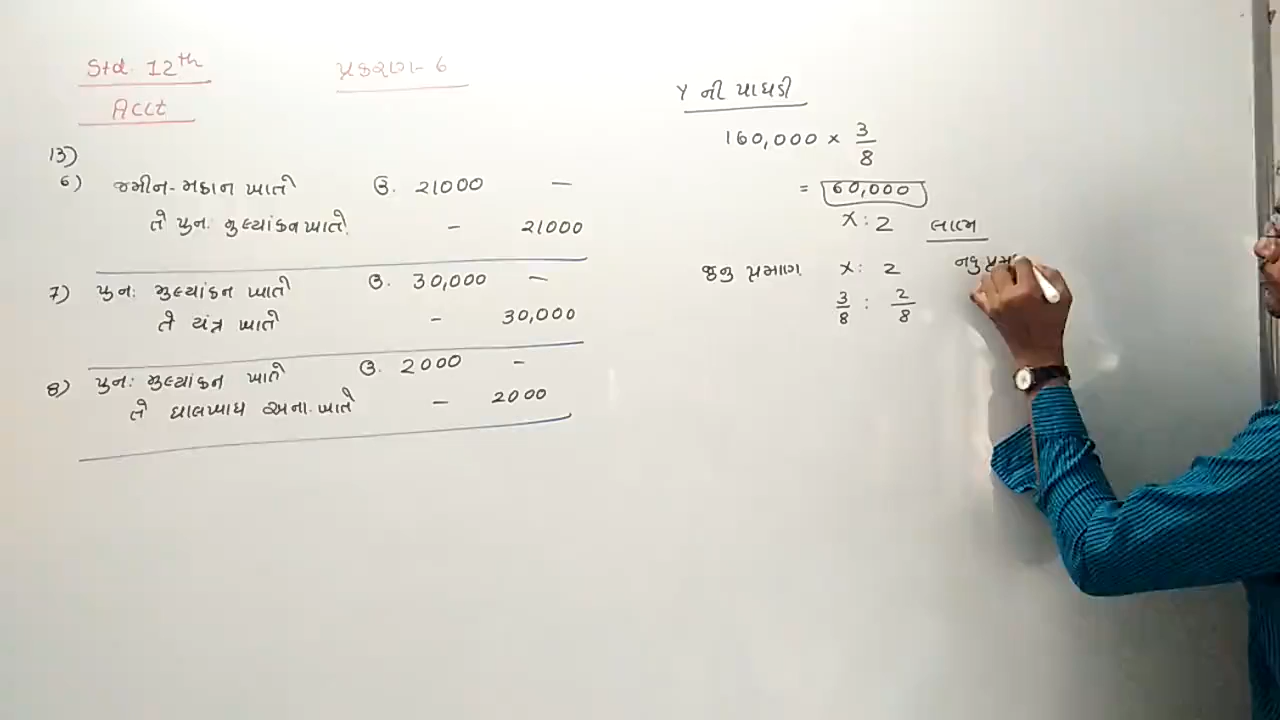 Std. 12th
પ્રકરણ- 6
Acct
13)
6) જમીન-મકાન ખાતે ઉ. 21000 —
તે પુન: મુલ્યાંકન ખાતે. - 21000
7) પુન: મુલ્યાંકન ખાતે ઉ. 30,000 —
તે યંત્ર ખાતે - 30,000
8) પુન: મુલ્યાંકન ખાતે ઉ. 2000 -
તે ઘાલખાધ અના. ખાતે - 2000
Y ની પાઘડી
160,000 × 3/8
= 60,000
X : Z લાભ
જુનુ પ્રમાણ X : Z નવુ
3/8 : 2/8